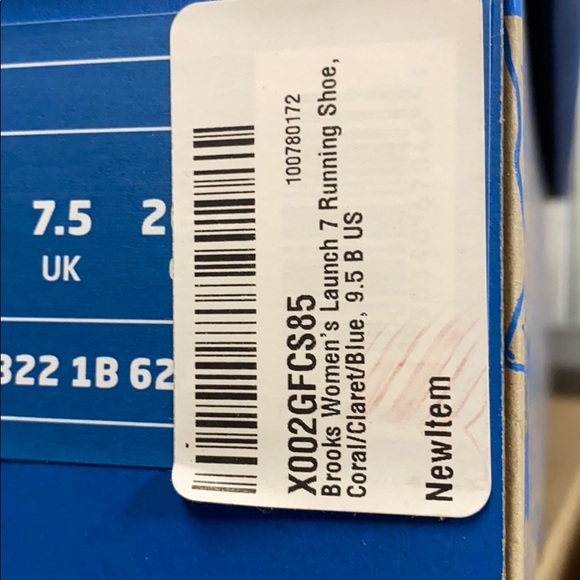 7.5 2
UK
322 1B 62
100780172
X002GFCS85
Brooks Women's Launch 7 Running Shoe,
Coral/Claret/Blue, 9.5 B US
NewItem